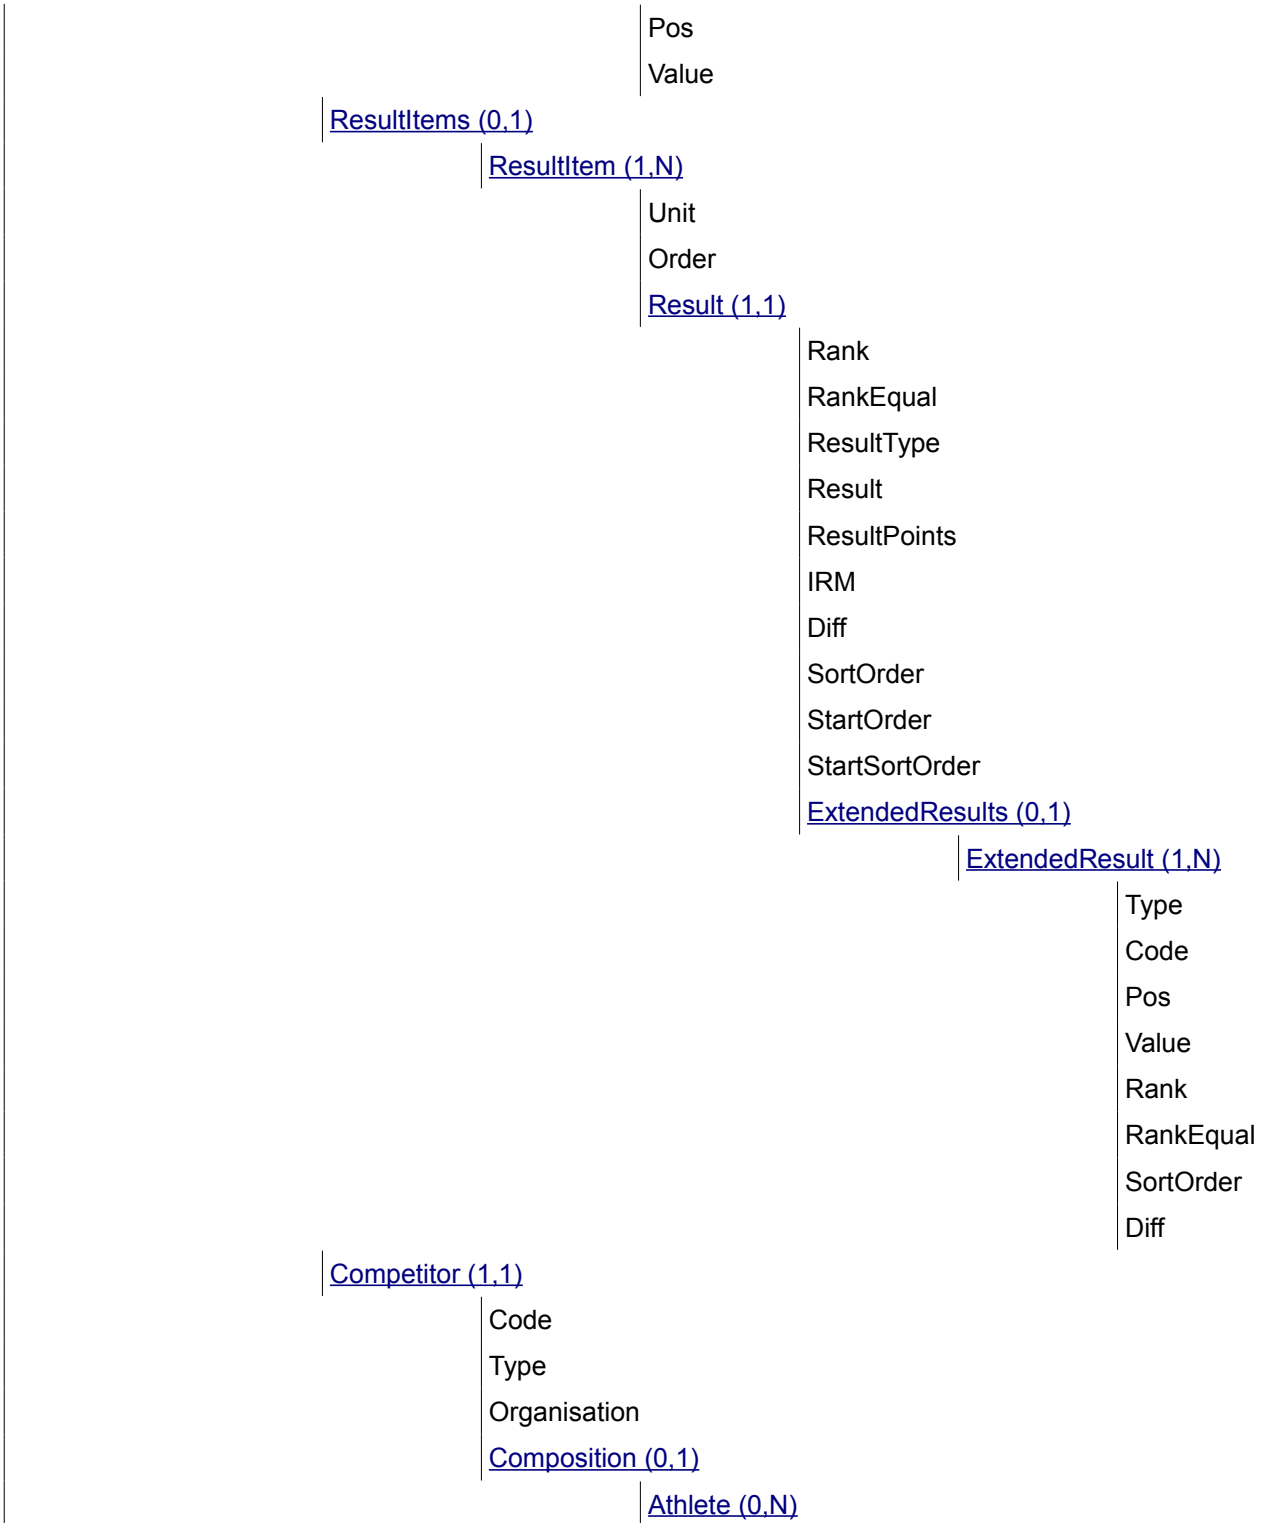 Pos
Value
ResultItems (0,1)
ResultItem (1,N)
Unit
Order
Result (1,1)
Rank
RankEqual
ResultType
Result
ResultPoints
IRM
Diff
SortOrder
StartOrder
StartSortOrder
ExtendedResults (0,1)
ExtendedResult (1,N)
Type
Code
Pos
Value
Rank
RankEqual
SortOrder
Diff
Competitor (1,1)
Code
Type
Organisation
Composition (0,1)
Athlete (0,N)